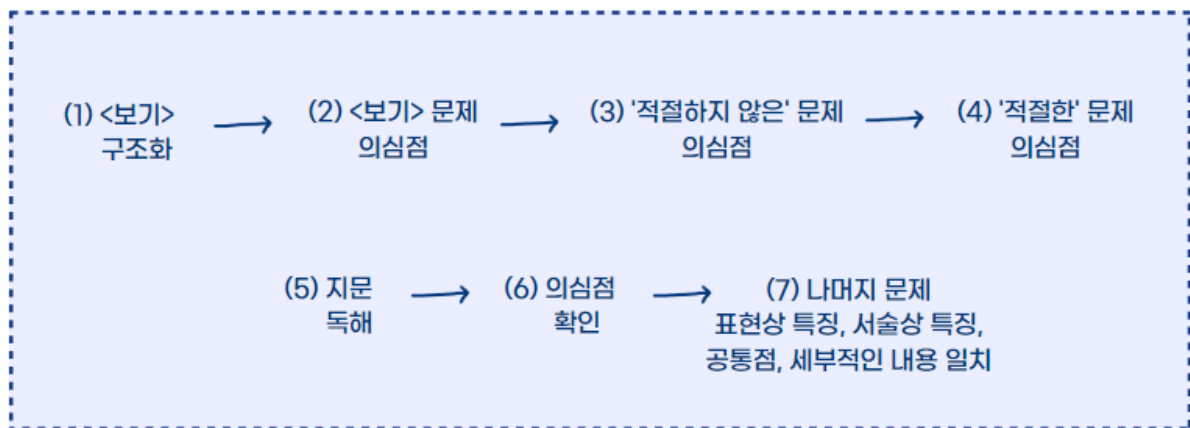 (1) <보기>
구조화
(2) <보기> 문제
의심점
(3) '적절하지 않은' 문제
의심점
(4) '적절한' 문제
의심점
(5) 지문
독해
(6) 의심점
확인
(7) 나머지 문제
표현상 특징, 서술상 특징,
공통점, 세부적인 내용 일치